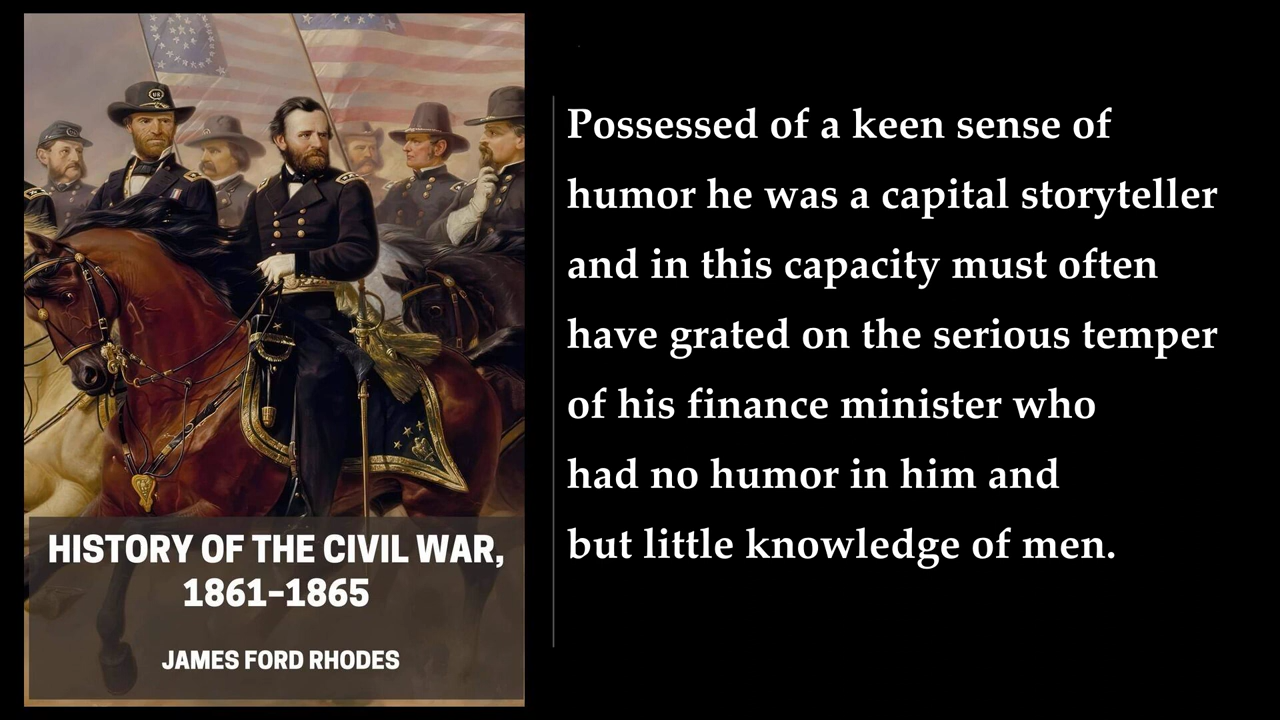 HISTORY OF THE CIVIL WAR,
1861–1865
JAMES FORD RHODES
Possessed of a keen sense of
humor he was a capital storyteller
and in this capacity must often
have grated on the serious temper
of his finance minister who
had no humor in him and
but little knowledge of men.